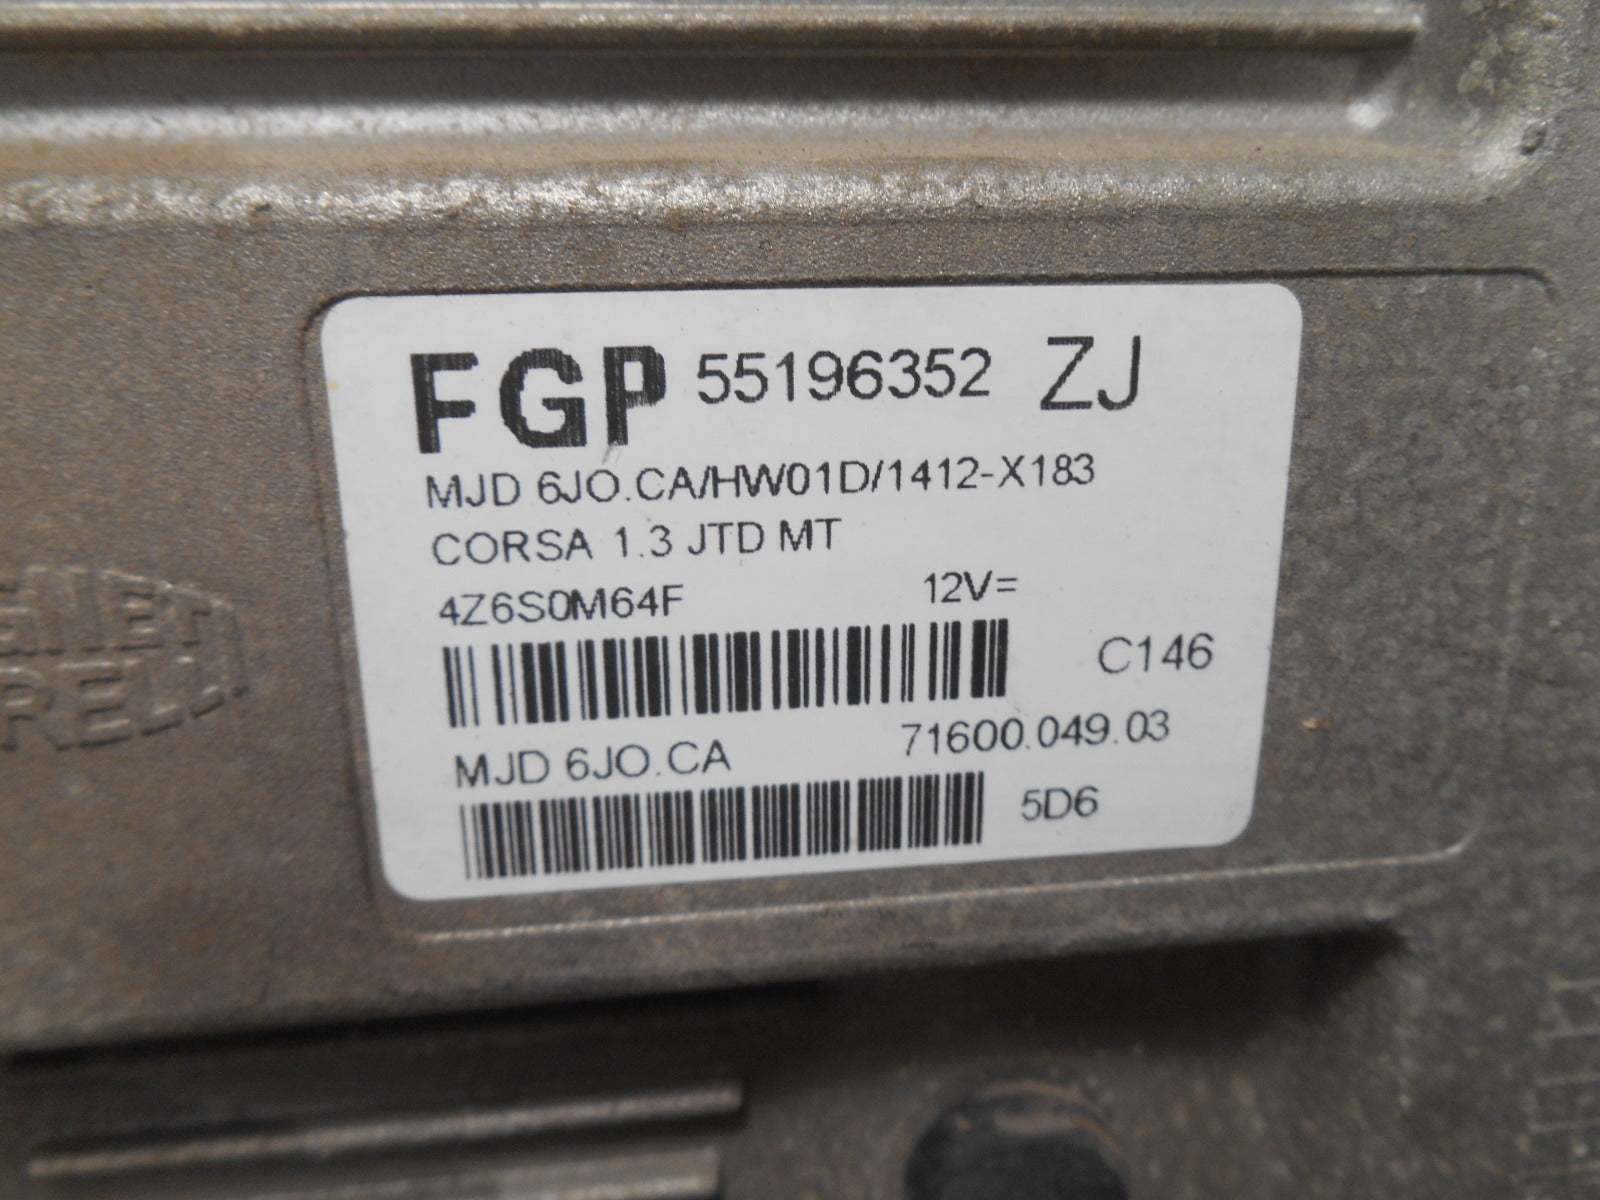 FGP 55196352 ZJ
MJD 6JO.CA/HW01D/1412-X183
CORSA 1.3 JTD MT
4Z6S0M64F 12V=
C146
MJD 6JO.CA 71600.049.03
5D6